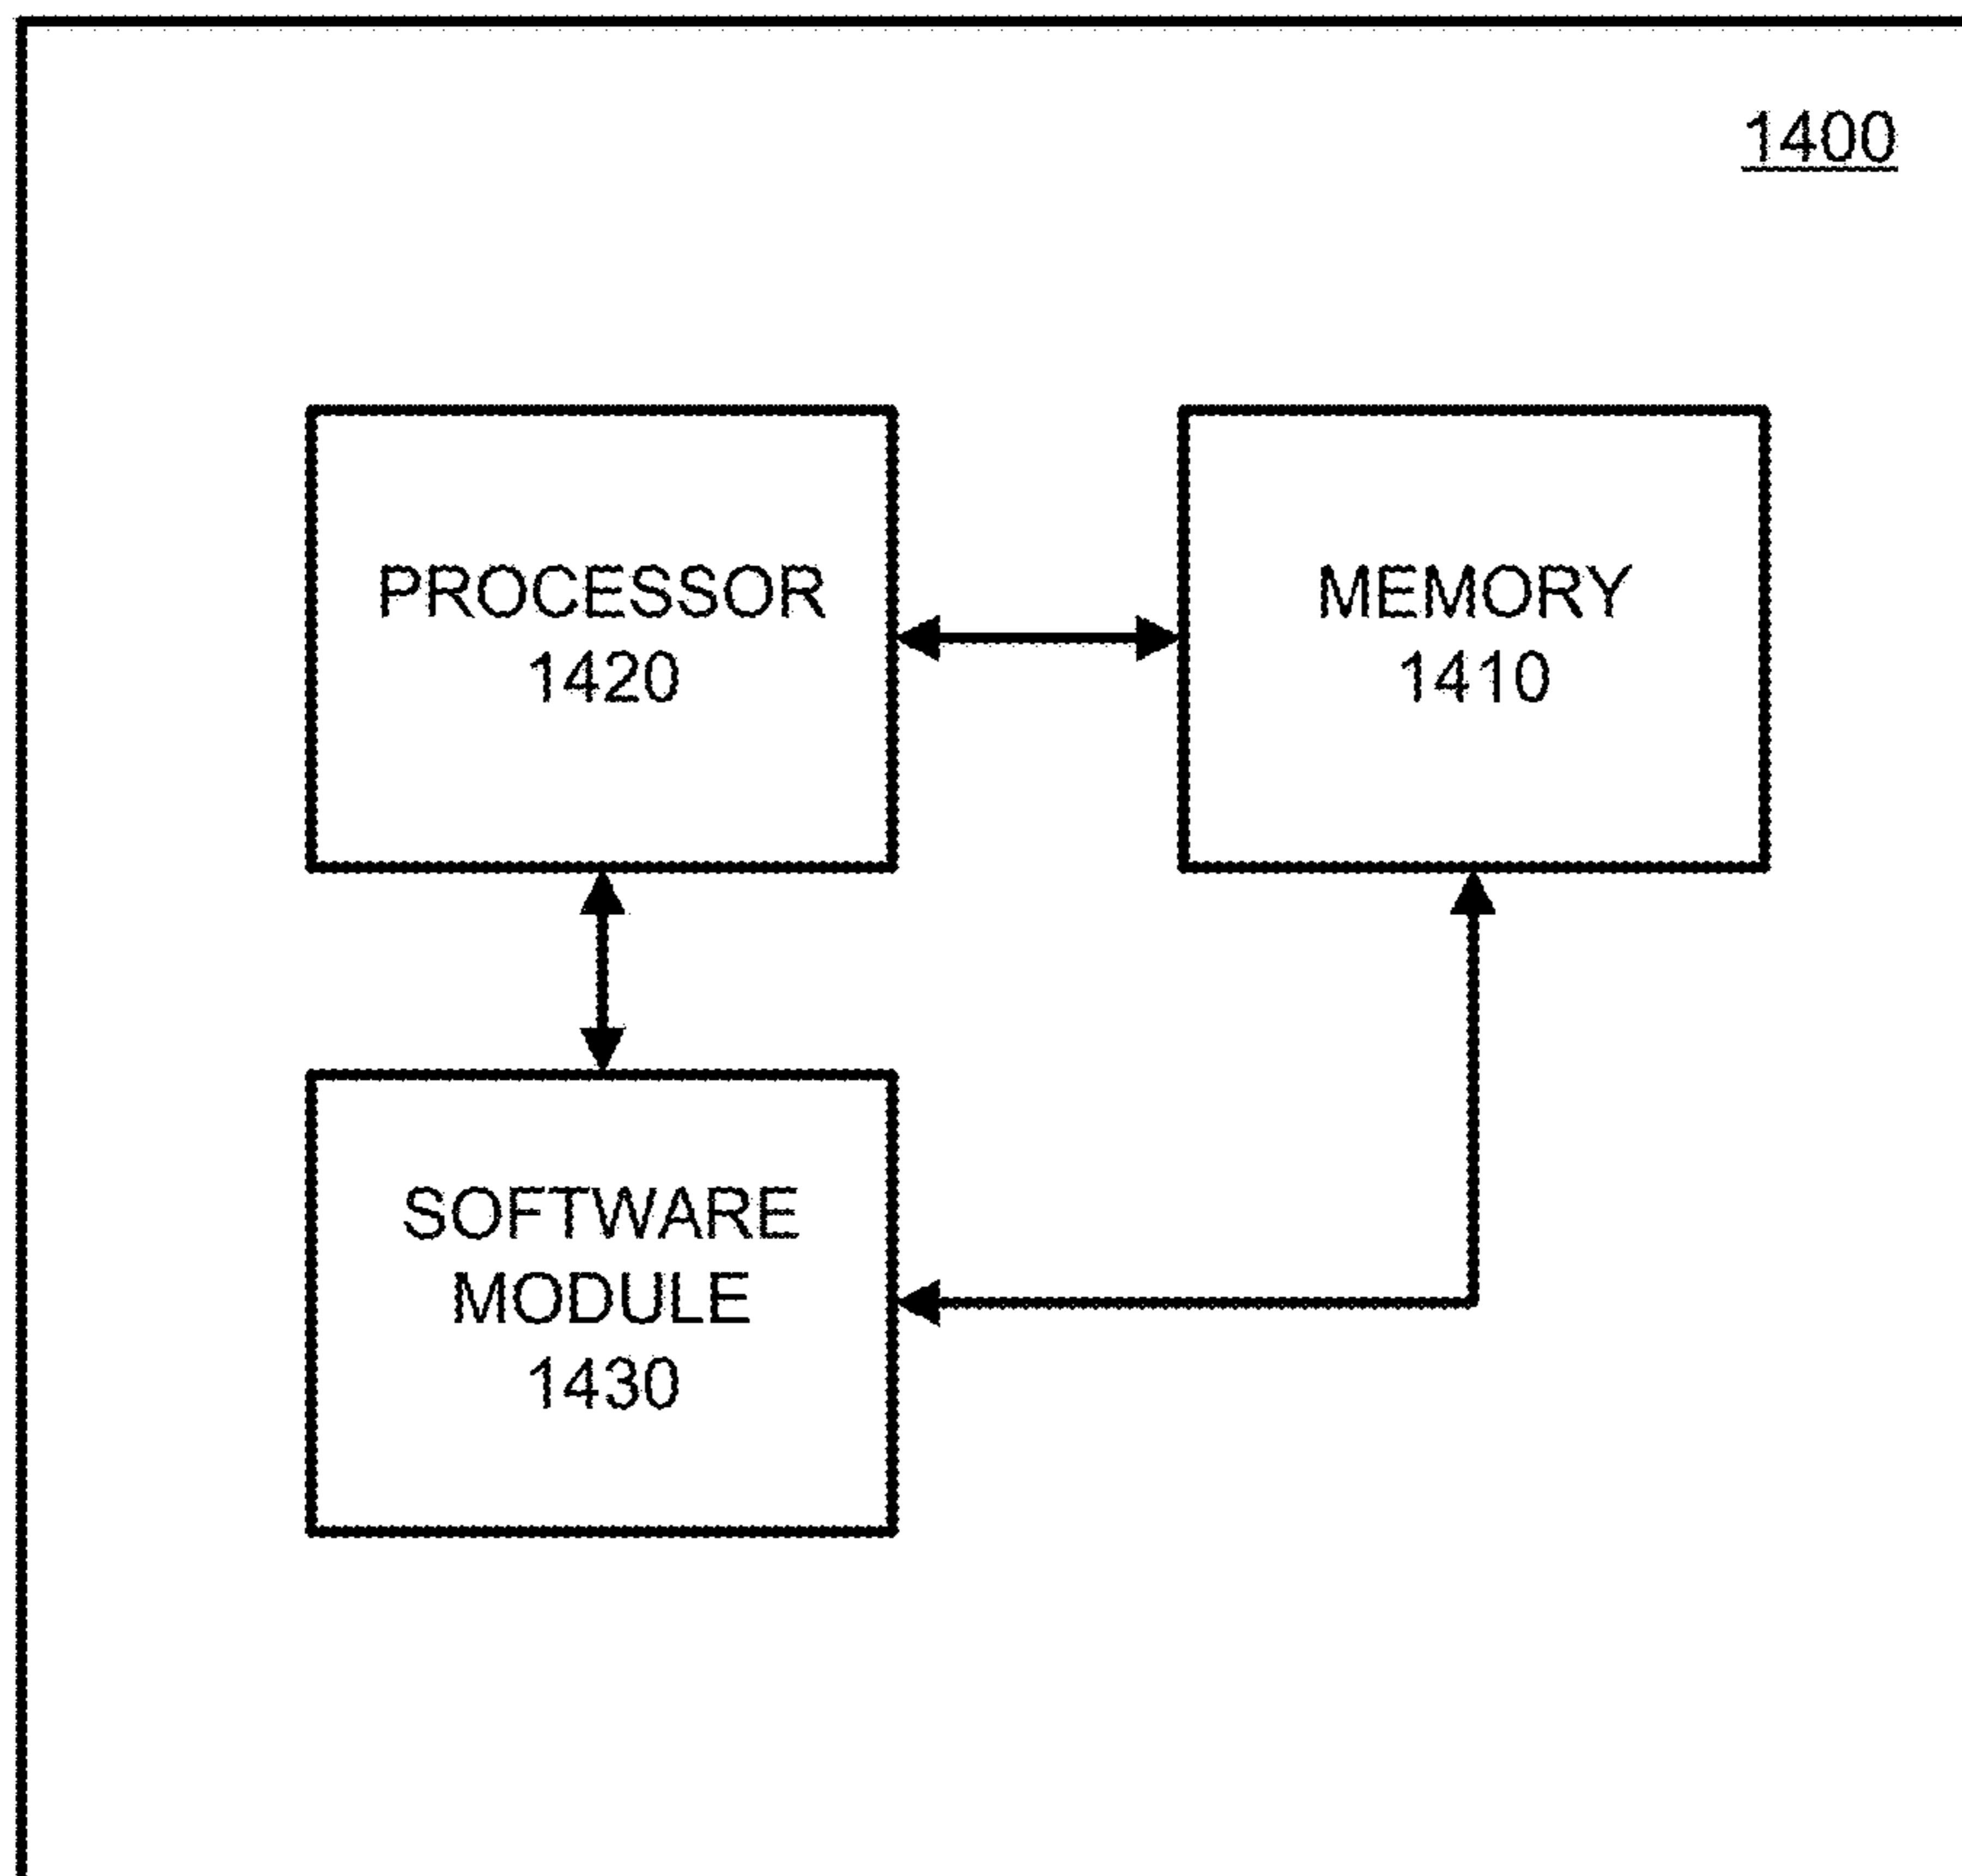 1400
PROCESSOR
1420
MEMORY
1410
SOFTWARE
MODULE
1430